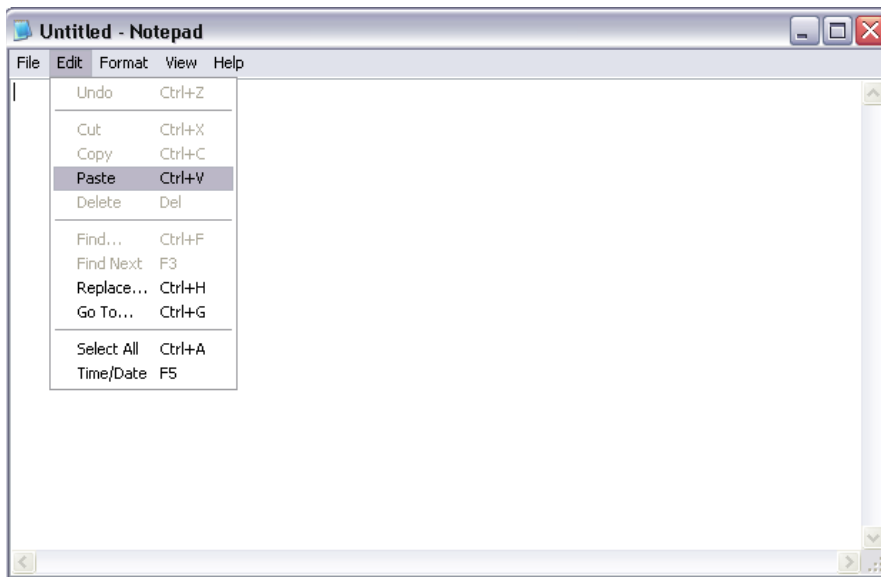 Untitled - Notepad
File Edit Format View Help
Undo Ctrl+Z
Cut Ctrl+X
Copy Ctrl+C
Paste Ctrl+V
Delete Del
Find... Ctrl+F
Find Next F3
Replace... Ctrl+H
Go To... Ctrl+G
Select All Ctrl+A
Time/Date F5